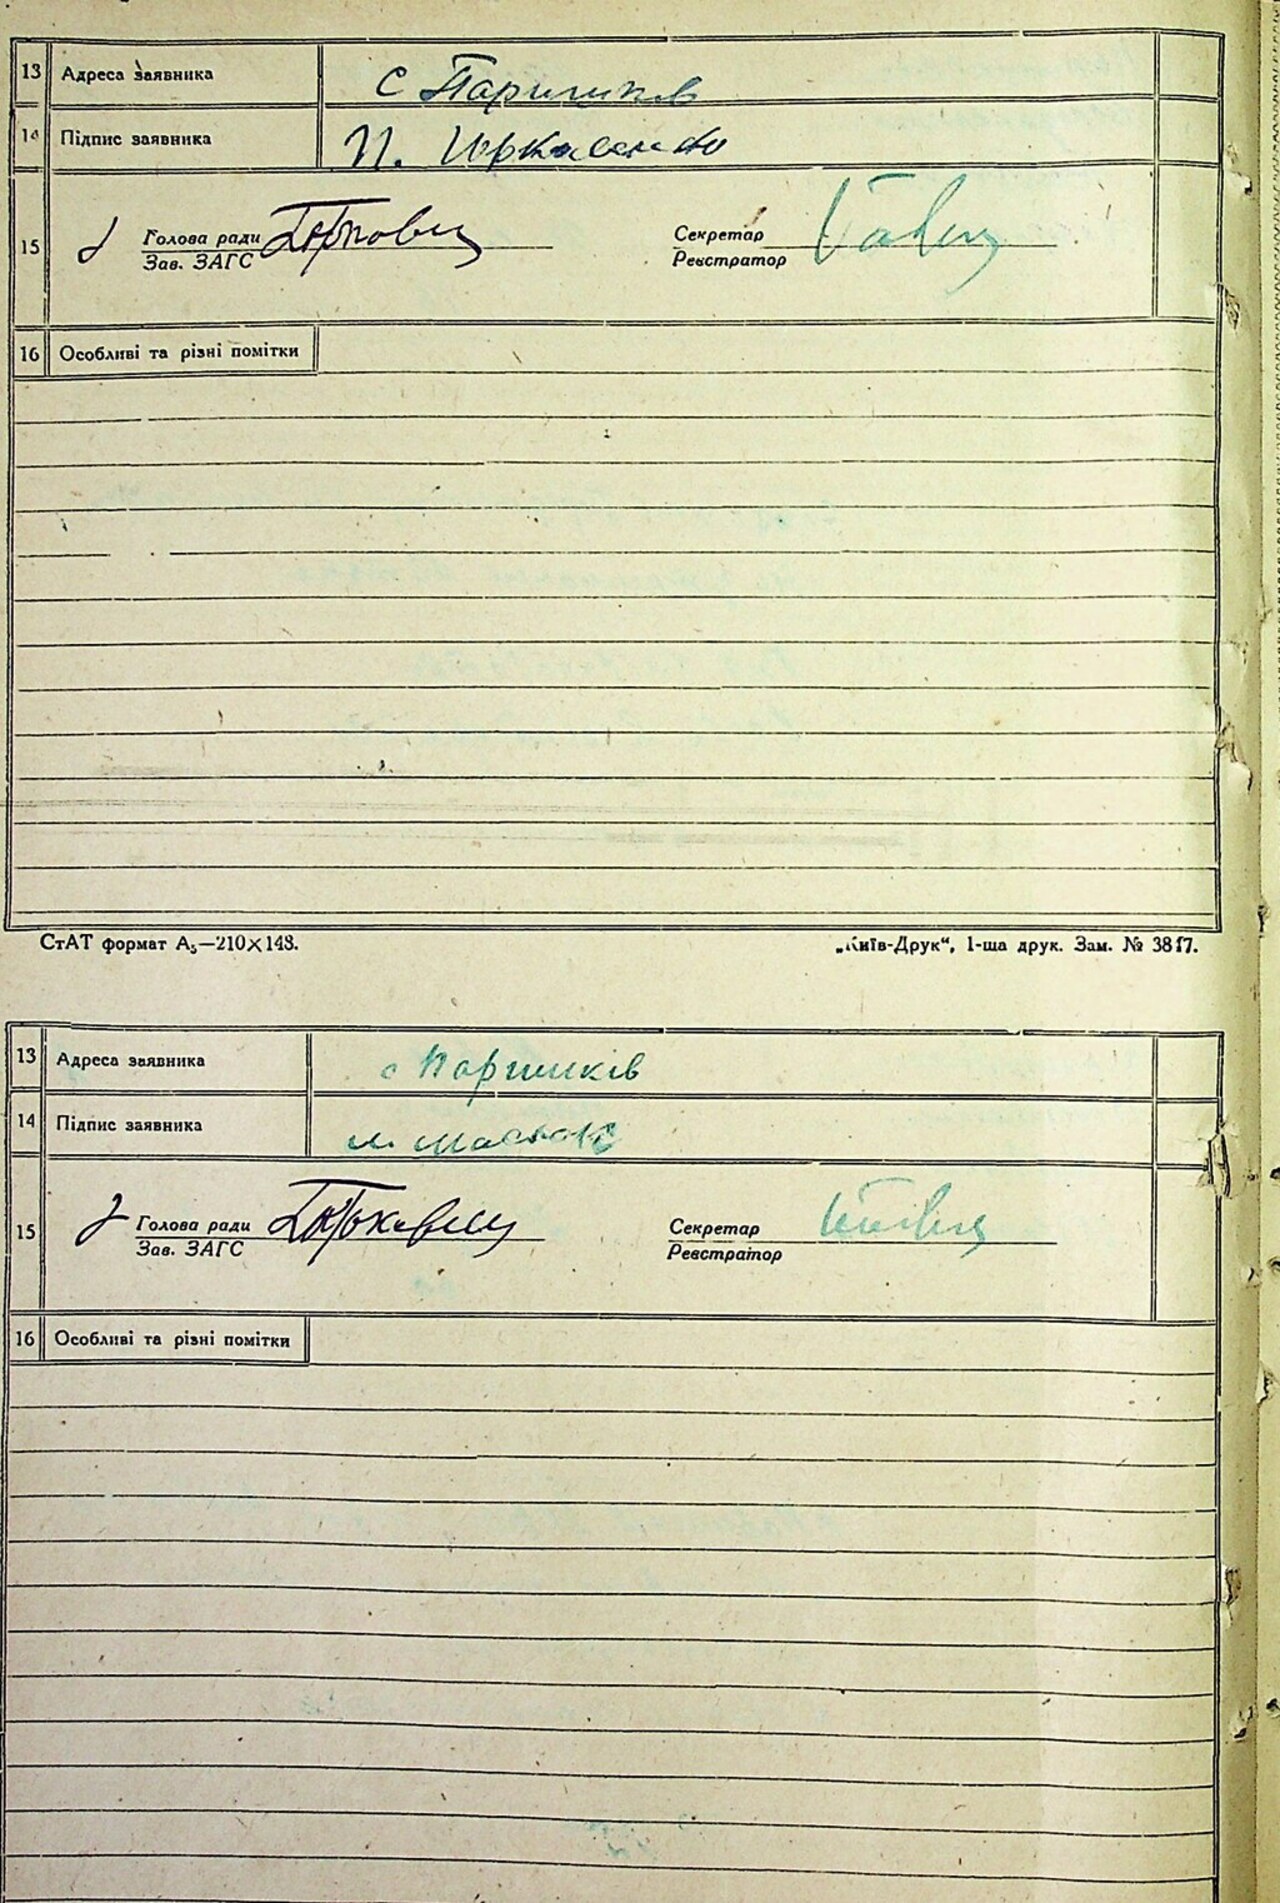 13 Адреса заявника с Паришків
14 Підпис заявника П. Юрκасенко
15 Голова ради Секретар
Зав. ЗАГС Реєстратор
16 Особливі та різні помітки
СтАТ формат А₅—210×148. „Київ-Друк“, 1-ша друк. Зам. № 3817.
13 Адреса заявника с Паришків
14 Підпис заявника
15 Голова ради Секретар
Зав. ЗАГС Реєстратор
16 Особливі та різні помітки